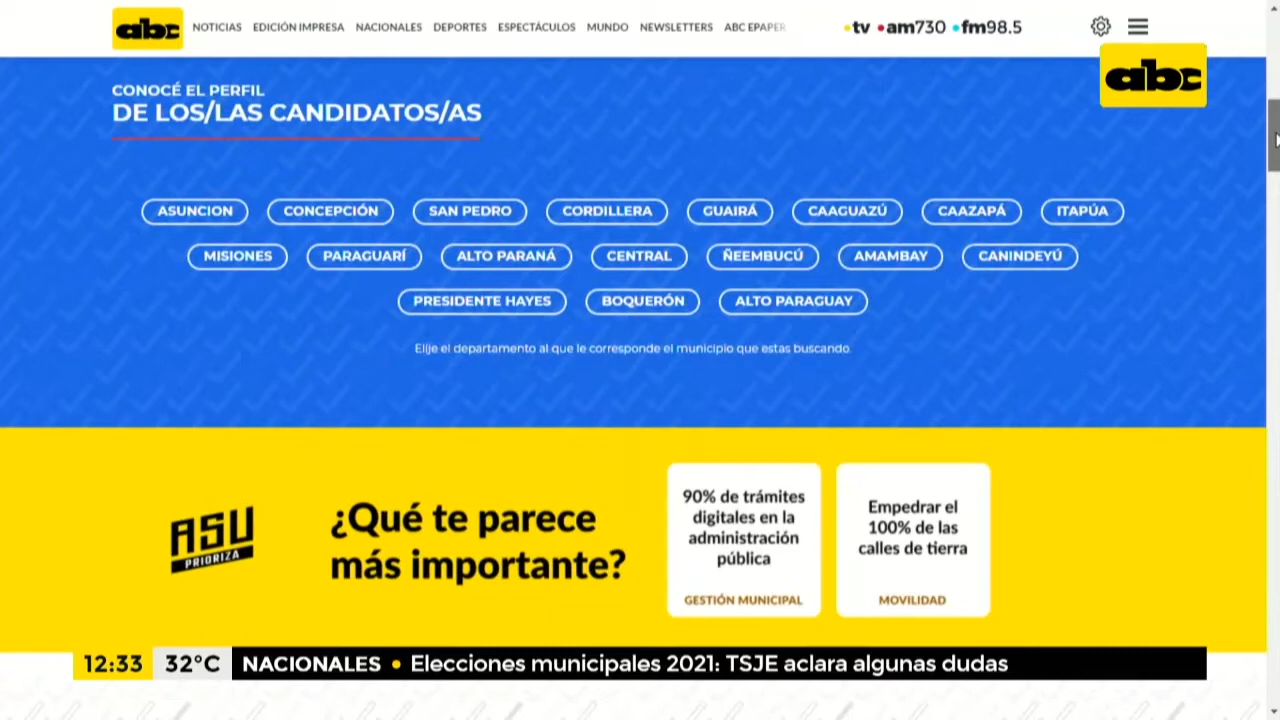 abc NOTICIAS EDICIÓN IMPRESA NACIONALES DEPORTES ESPECTÁCULOS MUNDO NEWSLETTERS ABC EPAPER tv am730 fm98.5
abc
CONOCÉ EL PERFIL
DE LOS/LAS CANDIDATOS/AS
ASUNCION CONCEPCIÓN SAN PEDRO CORDILLERA GUAIRÁ CAAGUAZÚ CAAZAPÁ ITAPÚA
MISIONES PARAGUARÍ ALTO PARANÁ CENTRAL ÑEEMBUCÚ AMAMBAY CANINDEYÚ
PRESIDENTE HAYES BOQUERÓN ALTO PARAGUAY
Elije el departamento al que le corresponde el municipio que estas buscando.
ASU
PRIORIZA
¿Qué te parece
más importante?
90% de trámites
digitales en la
administración
pública
GESTIÓN MUNICIPAL
Empedrar el
100% de las
calles de tierra
MOVILIDAD
12:33 32°C NACIONALES • Elecciones municipales 2021: TSJE aclara algunas dudas